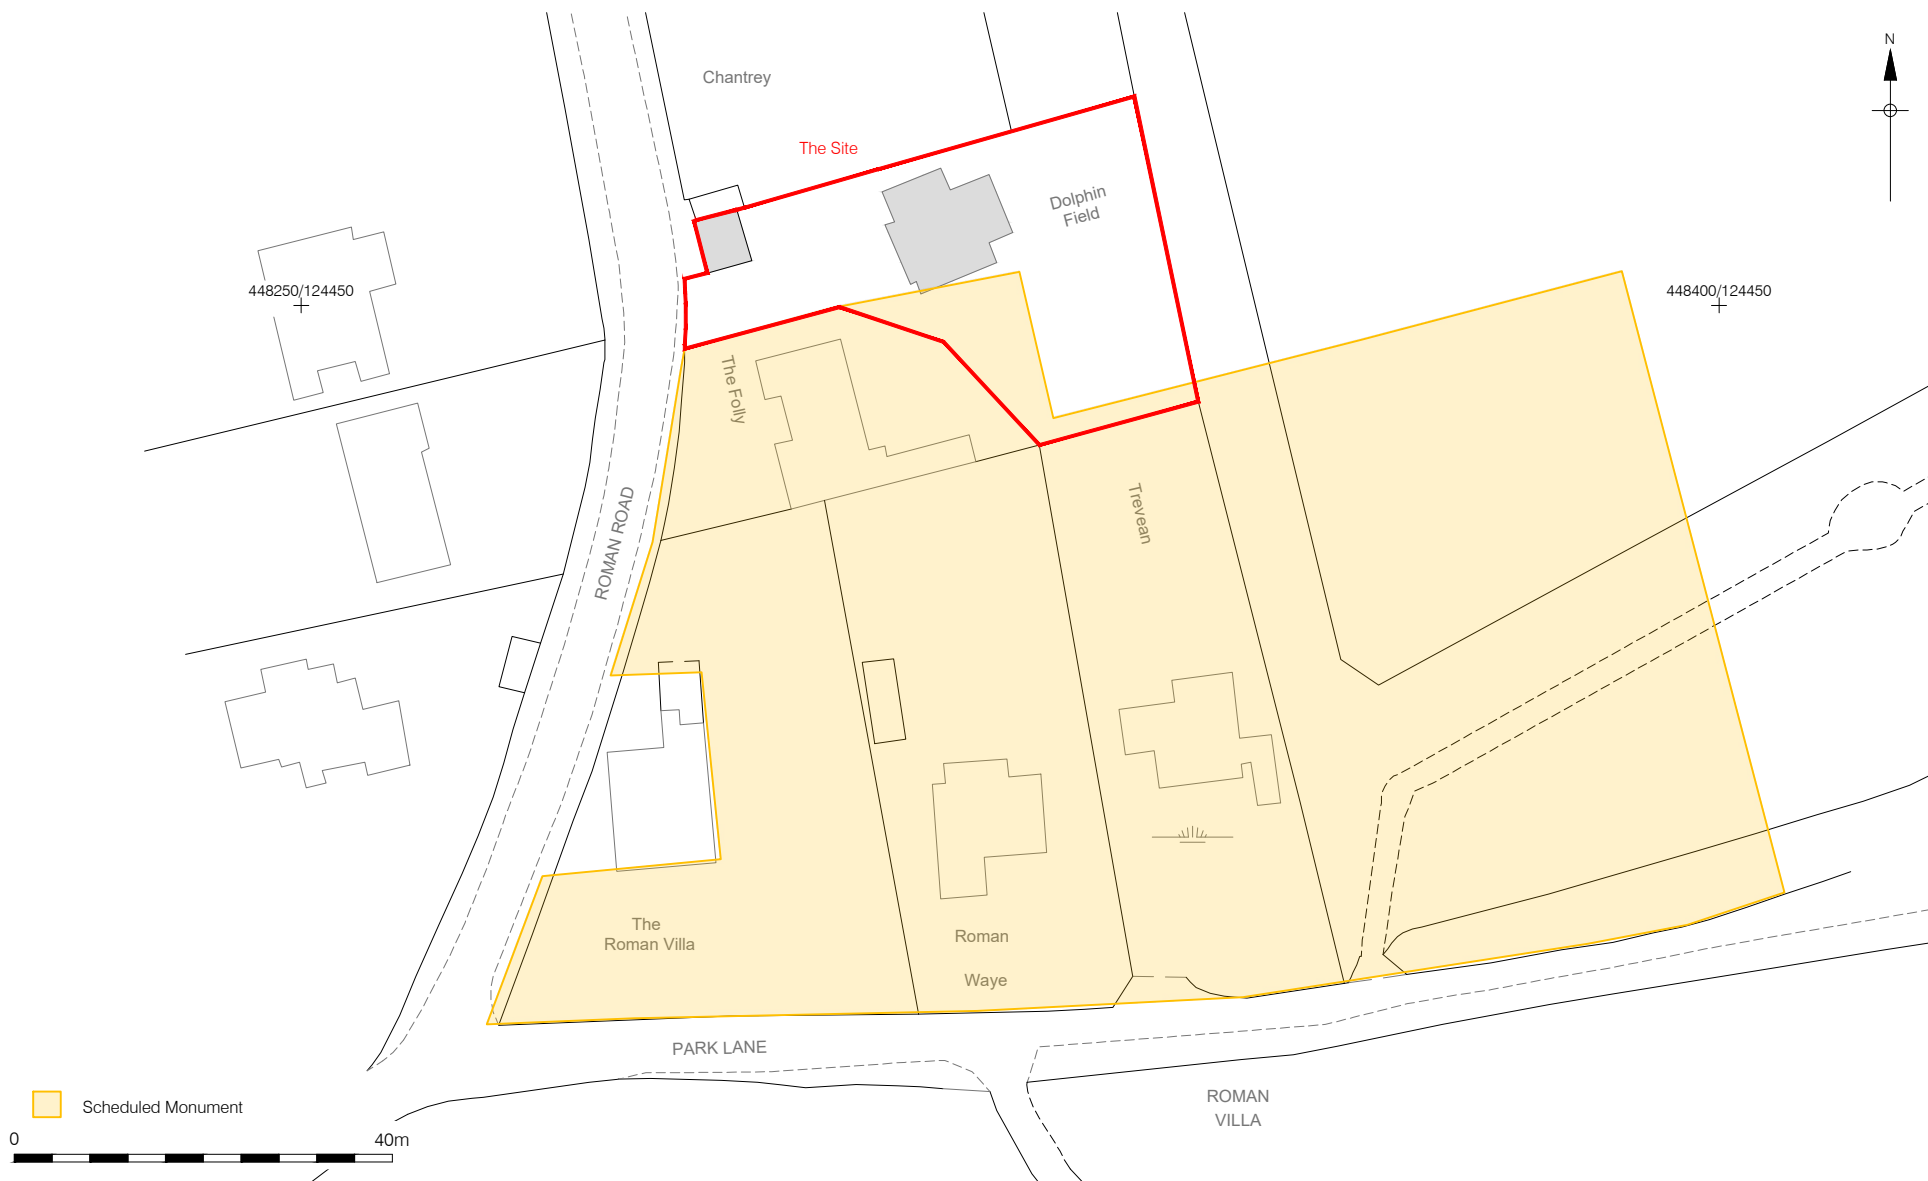 N
Chantrey
The Site
Dolphin
Field
448250/124450
448400/124450
The Folly
ROMAN ROAD
Trevean
The
Roman Villa
Roman
Waye
PARK LANE
ROMAN
VILLA
Scheduled Monument
0
40m